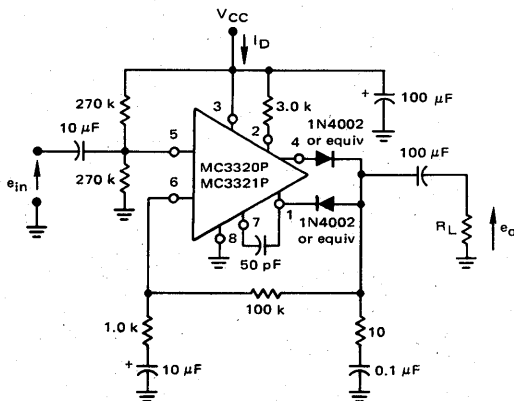 VCC
ID
3
270 k
3.0 k
+
100 µF
10 µF
2
1N4002
or equiv
4
5
100 µF
MC3320P
MC3321P
ein
270 k
6
1
7
8
1N4002
or equiv
RL
eo
50 pF
100 k
1.0 k
10
+
10 µF
0.1 µF